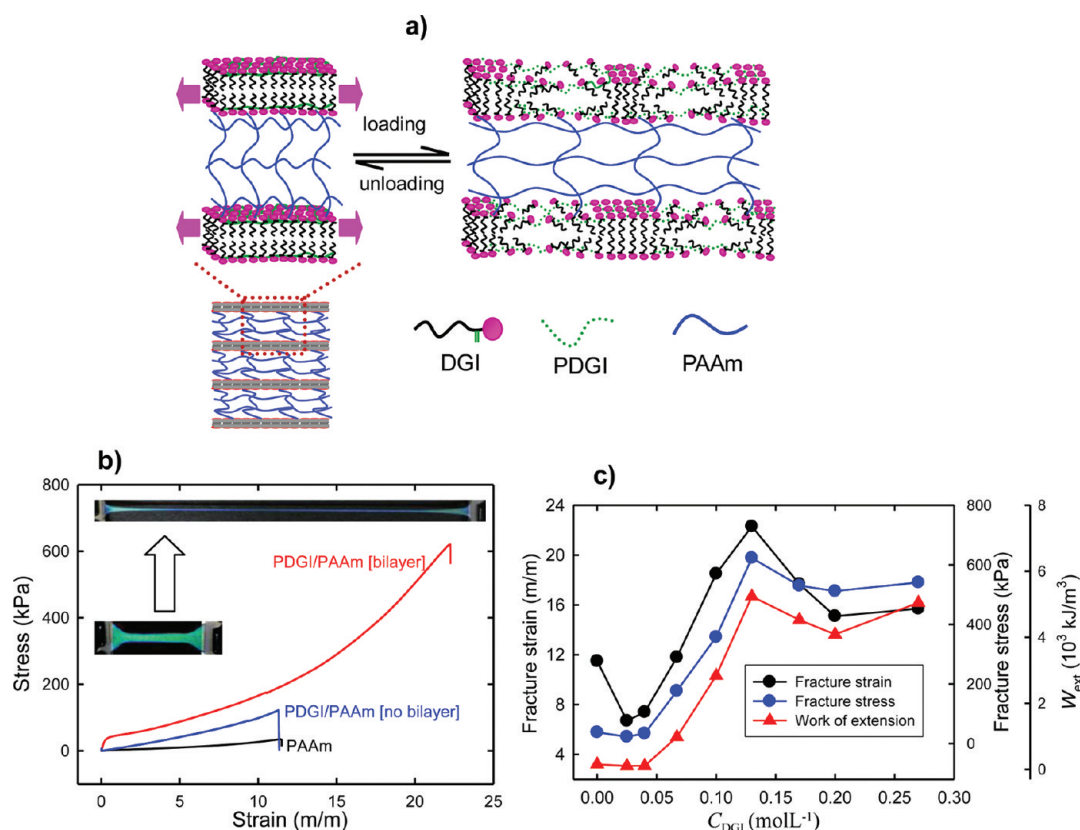 a)
loading
unloading
DGI
PDGI
PAAm
b)
800
600
400
200
0
Stress (kPa)
PDGI/PAAm [bilayer]
PDGI/PAAm [no bilayer]
PAAm
0 5 10 15 20 25
Strain (m/m)
c)
24
20
16
12
8
4
Fracture strain (m/m)
Fracture strain
Fracture stress
Work of extension
800
600
400
200
0
Fracture stress (kPa)
8
6
4
2
0
Wext (10³ kJ/m³)
0.00 0.05 0.10 0.15 0.20 0.25 0.30
CDGI (molL⁻¹)